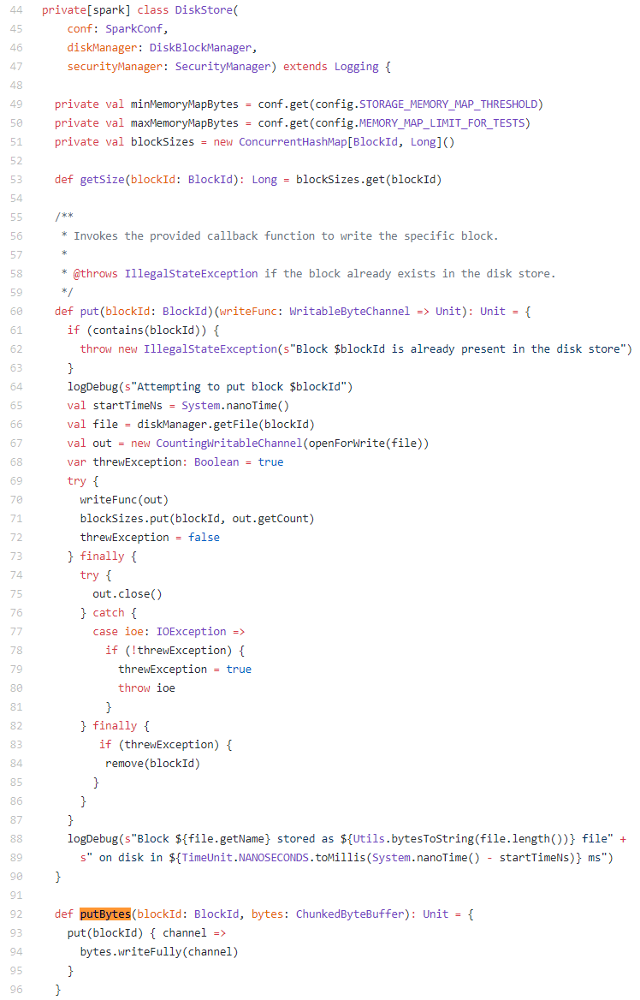 44 private[spark] class DiskStore(
45     conf: SparkConf,
46     diskManager: DiskBlockManager,
47     securityManager: SecurityManager) extends Logging {
48
49   private val minMemoryMapBytes = conf.get(config.STORAGE_MEMORY_MAP_THRESHOLD)
50   private val maxMemoryMapBytes = conf.get(config.MEMORY_MAP_LIMIT_FOR_TESTS)
51   private val blockSizes = new ConcurrentHashMap[BlockId, Long]()
52
53   def getSize(blockId: BlockId): Long = blockSizes.get(blockId)
54
55   /**
56    * Invokes the provided callback function to write the specific block.
57    *
58    * @throws IllegalStateException if the block already exists in the disk store.
59    */
60   def put(blockId: BlockId)(writeFunc: WritableByteChannel => Unit): Unit = {
61     if (contains(blockId)) {
62       throw new IllegalStateException(s"Block $blockId is already present in the disk store")
63     }
64     logDebug(s"Attempting to put block $blockId")
65     val startTimeNs = System.nanoTime()
66     val file = diskManager.getFile(blockId)
67     val out = new CountingWritableChannel(openForWrite(file))
68     var threwException: Boolean = true
69     try {
70       writeFunc(out)
71       blockSizes.put(blockId, out.getCount)
72       threwException = false
73     } finally {
74       try {
75         out.close()
76       } catch {
77         case ioe: IOException =>
78           if (!threwException) {
79             threwException = true
80             throw ioe
81           }
82       } finally {
83          if (threwException) {
84           remove(blockId)
85         }
86       }
87     }
88     logDebug(s"Block ${file.getName} stored as ${Utils.bytesToString(file.length())} file" +
89       s" on disk in ${TimeUnit.NANOSECONDS.toMillis(System.nanoTime() - startTimeNs)} ms")
90   }
91
92   def putBytes(blockId: BlockId, bytes: ChunkedByteBuffer): Unit = {
93     put(blockId) { channel =>
94       bytes.writeFully(channel)
95     }
96   }